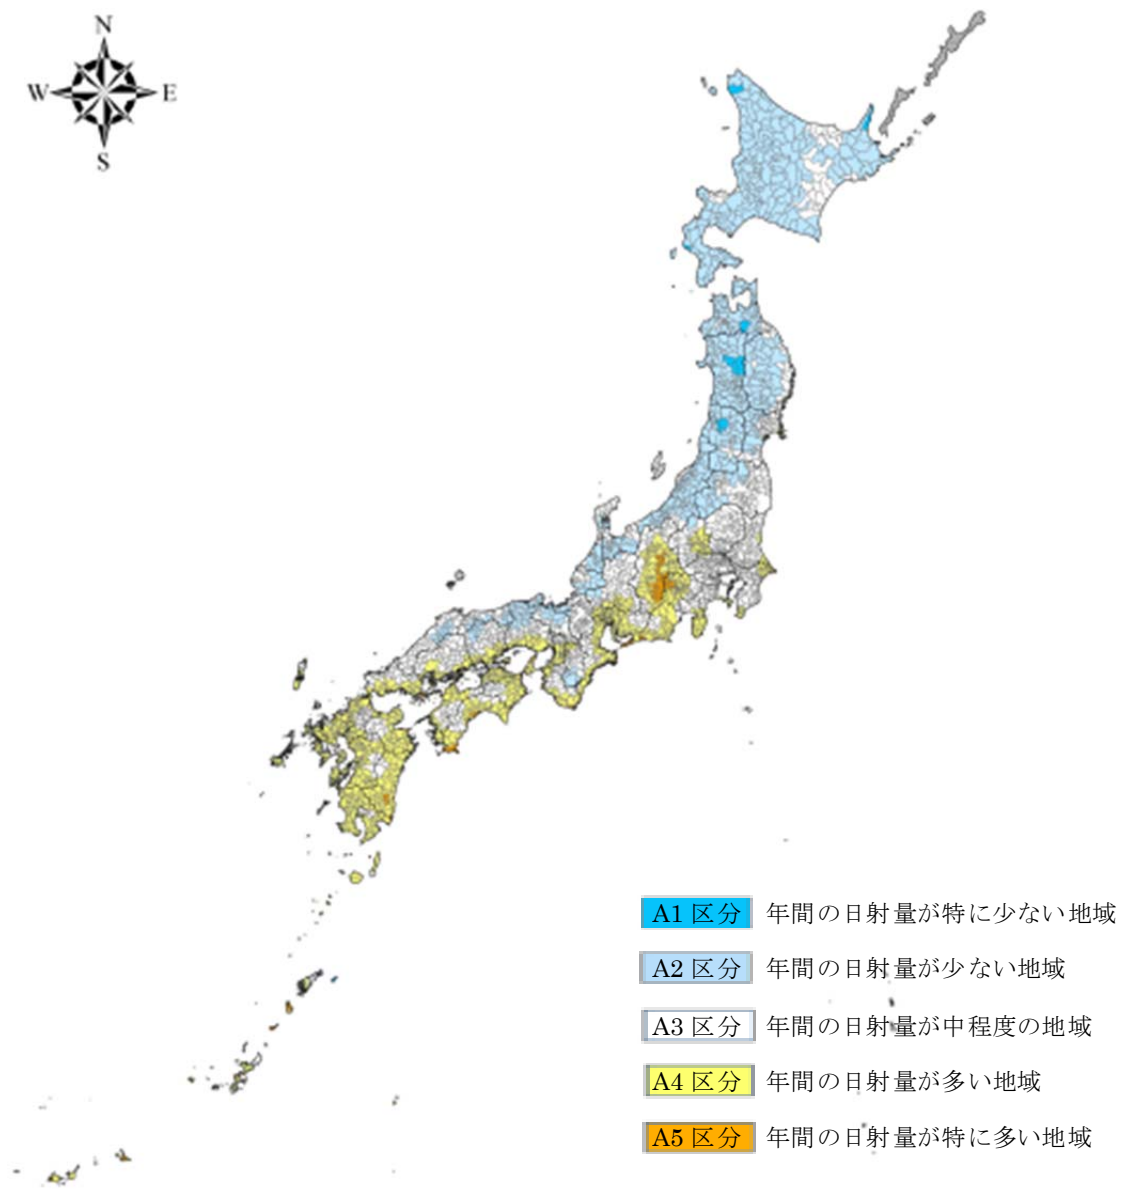 N
W
E
S
A1 区分 年間の日射量が特に少ない地域
A2 区分 年間の日射量が少ない地域
A3 区分 年間の日射量が中程度の地域
A4 区分 年間の日射量が多い地域
A5 区分 年間の日射量が特に多い地域